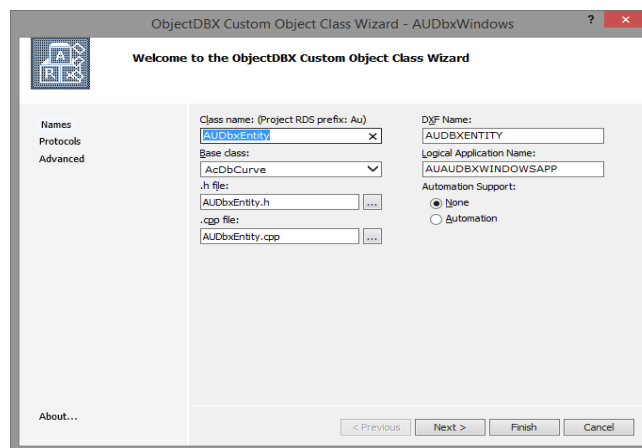 ObjectDBX Custom Object Class Wizard - AUDbxWindows
? ×
A
R X
Welcome to the ObjectDBX Custom Object Class Wizard
Names
Protocols
Advanced
Class name: (Project RDS prefix: Au)
AUDbxEntity ×
Base class:
AcDbCurve
.h file:
AUDbxEntity.h ...
.cpp file:
AUDbxEntity.cpp ...
DXF Name:
AUDBXENTITY
Logical Application Name:
AUAUDBXWINDOWSAPP
Automation Support:
None
Automation
About...
< Previous Next > Finish Cancel